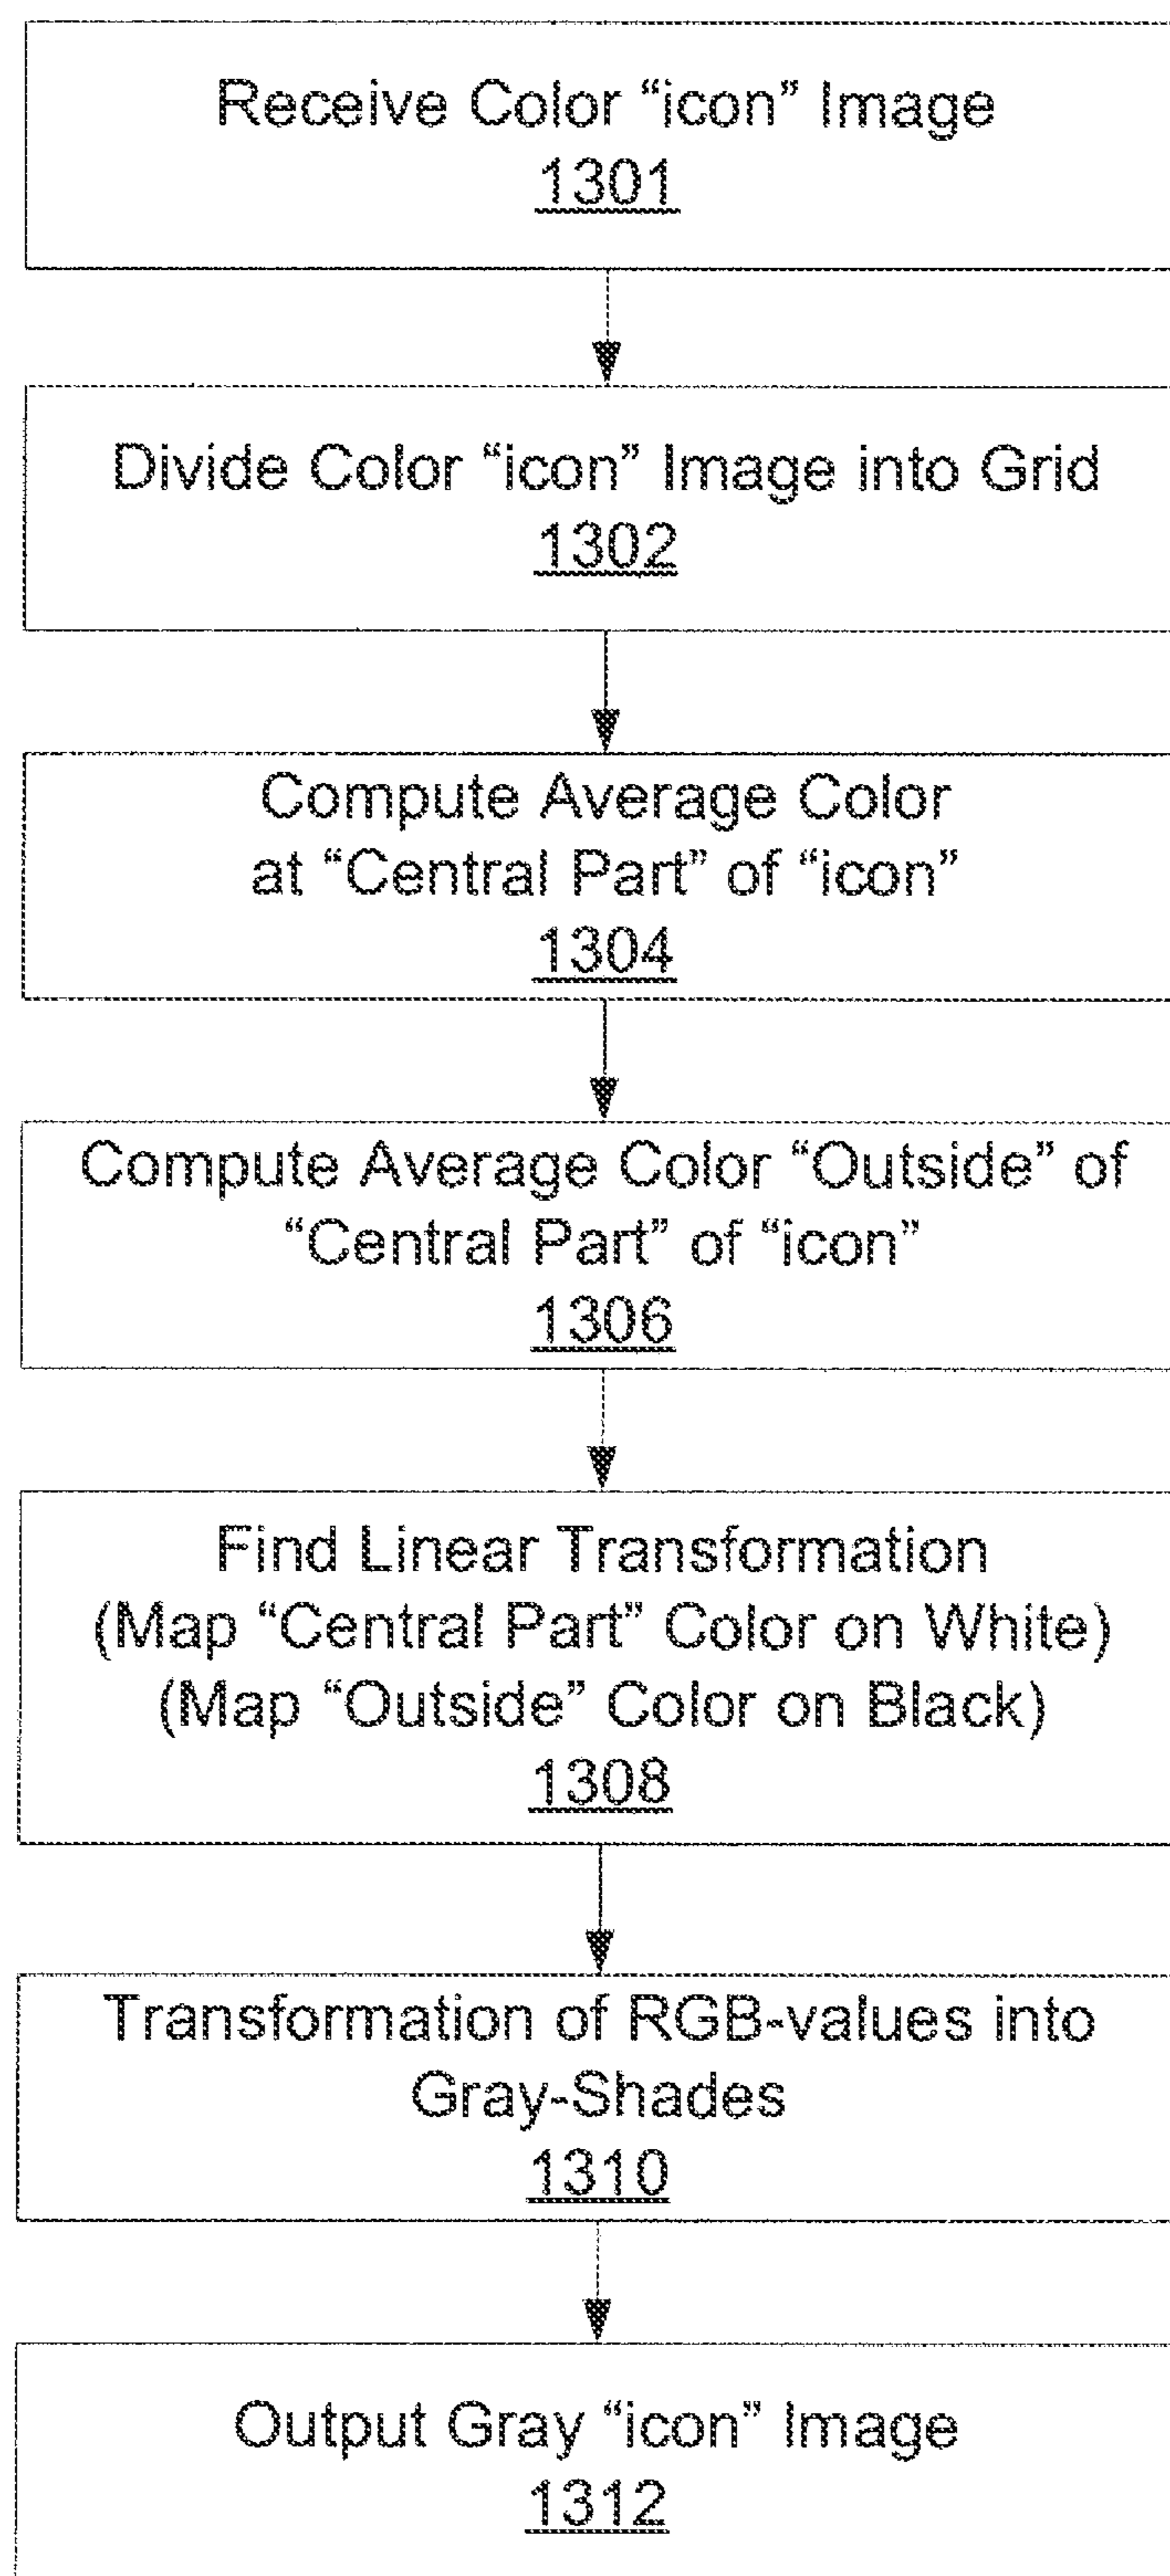 Receive Color “icon” Image
1301
Divide Color “icon” Image into Grid
1302
Compute Average Color
at “Central Part” of “icon”
1304
Compute Average Color “Outside” of
“Central Part” of “icon”
1306
Find Linear Transformation
(Map “Central Part” Color on White)
(Map “Outside” Color on Black)
1308
Transformation of RGB-values into
Gray-Shades
1310
Output Gray “icon” Image
1312